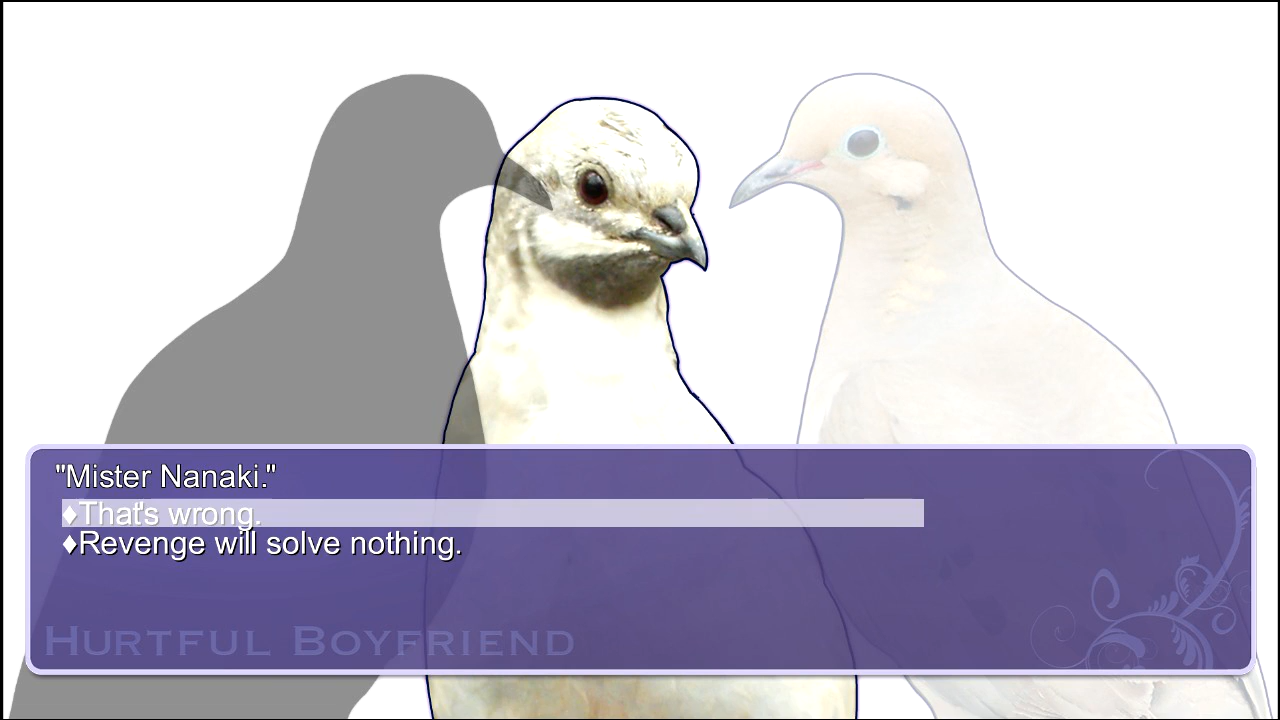 "Mister Nanaki."
♦That's wrong.
♦Revenge will solve nothing.
HURTFUL BOYFRIEND